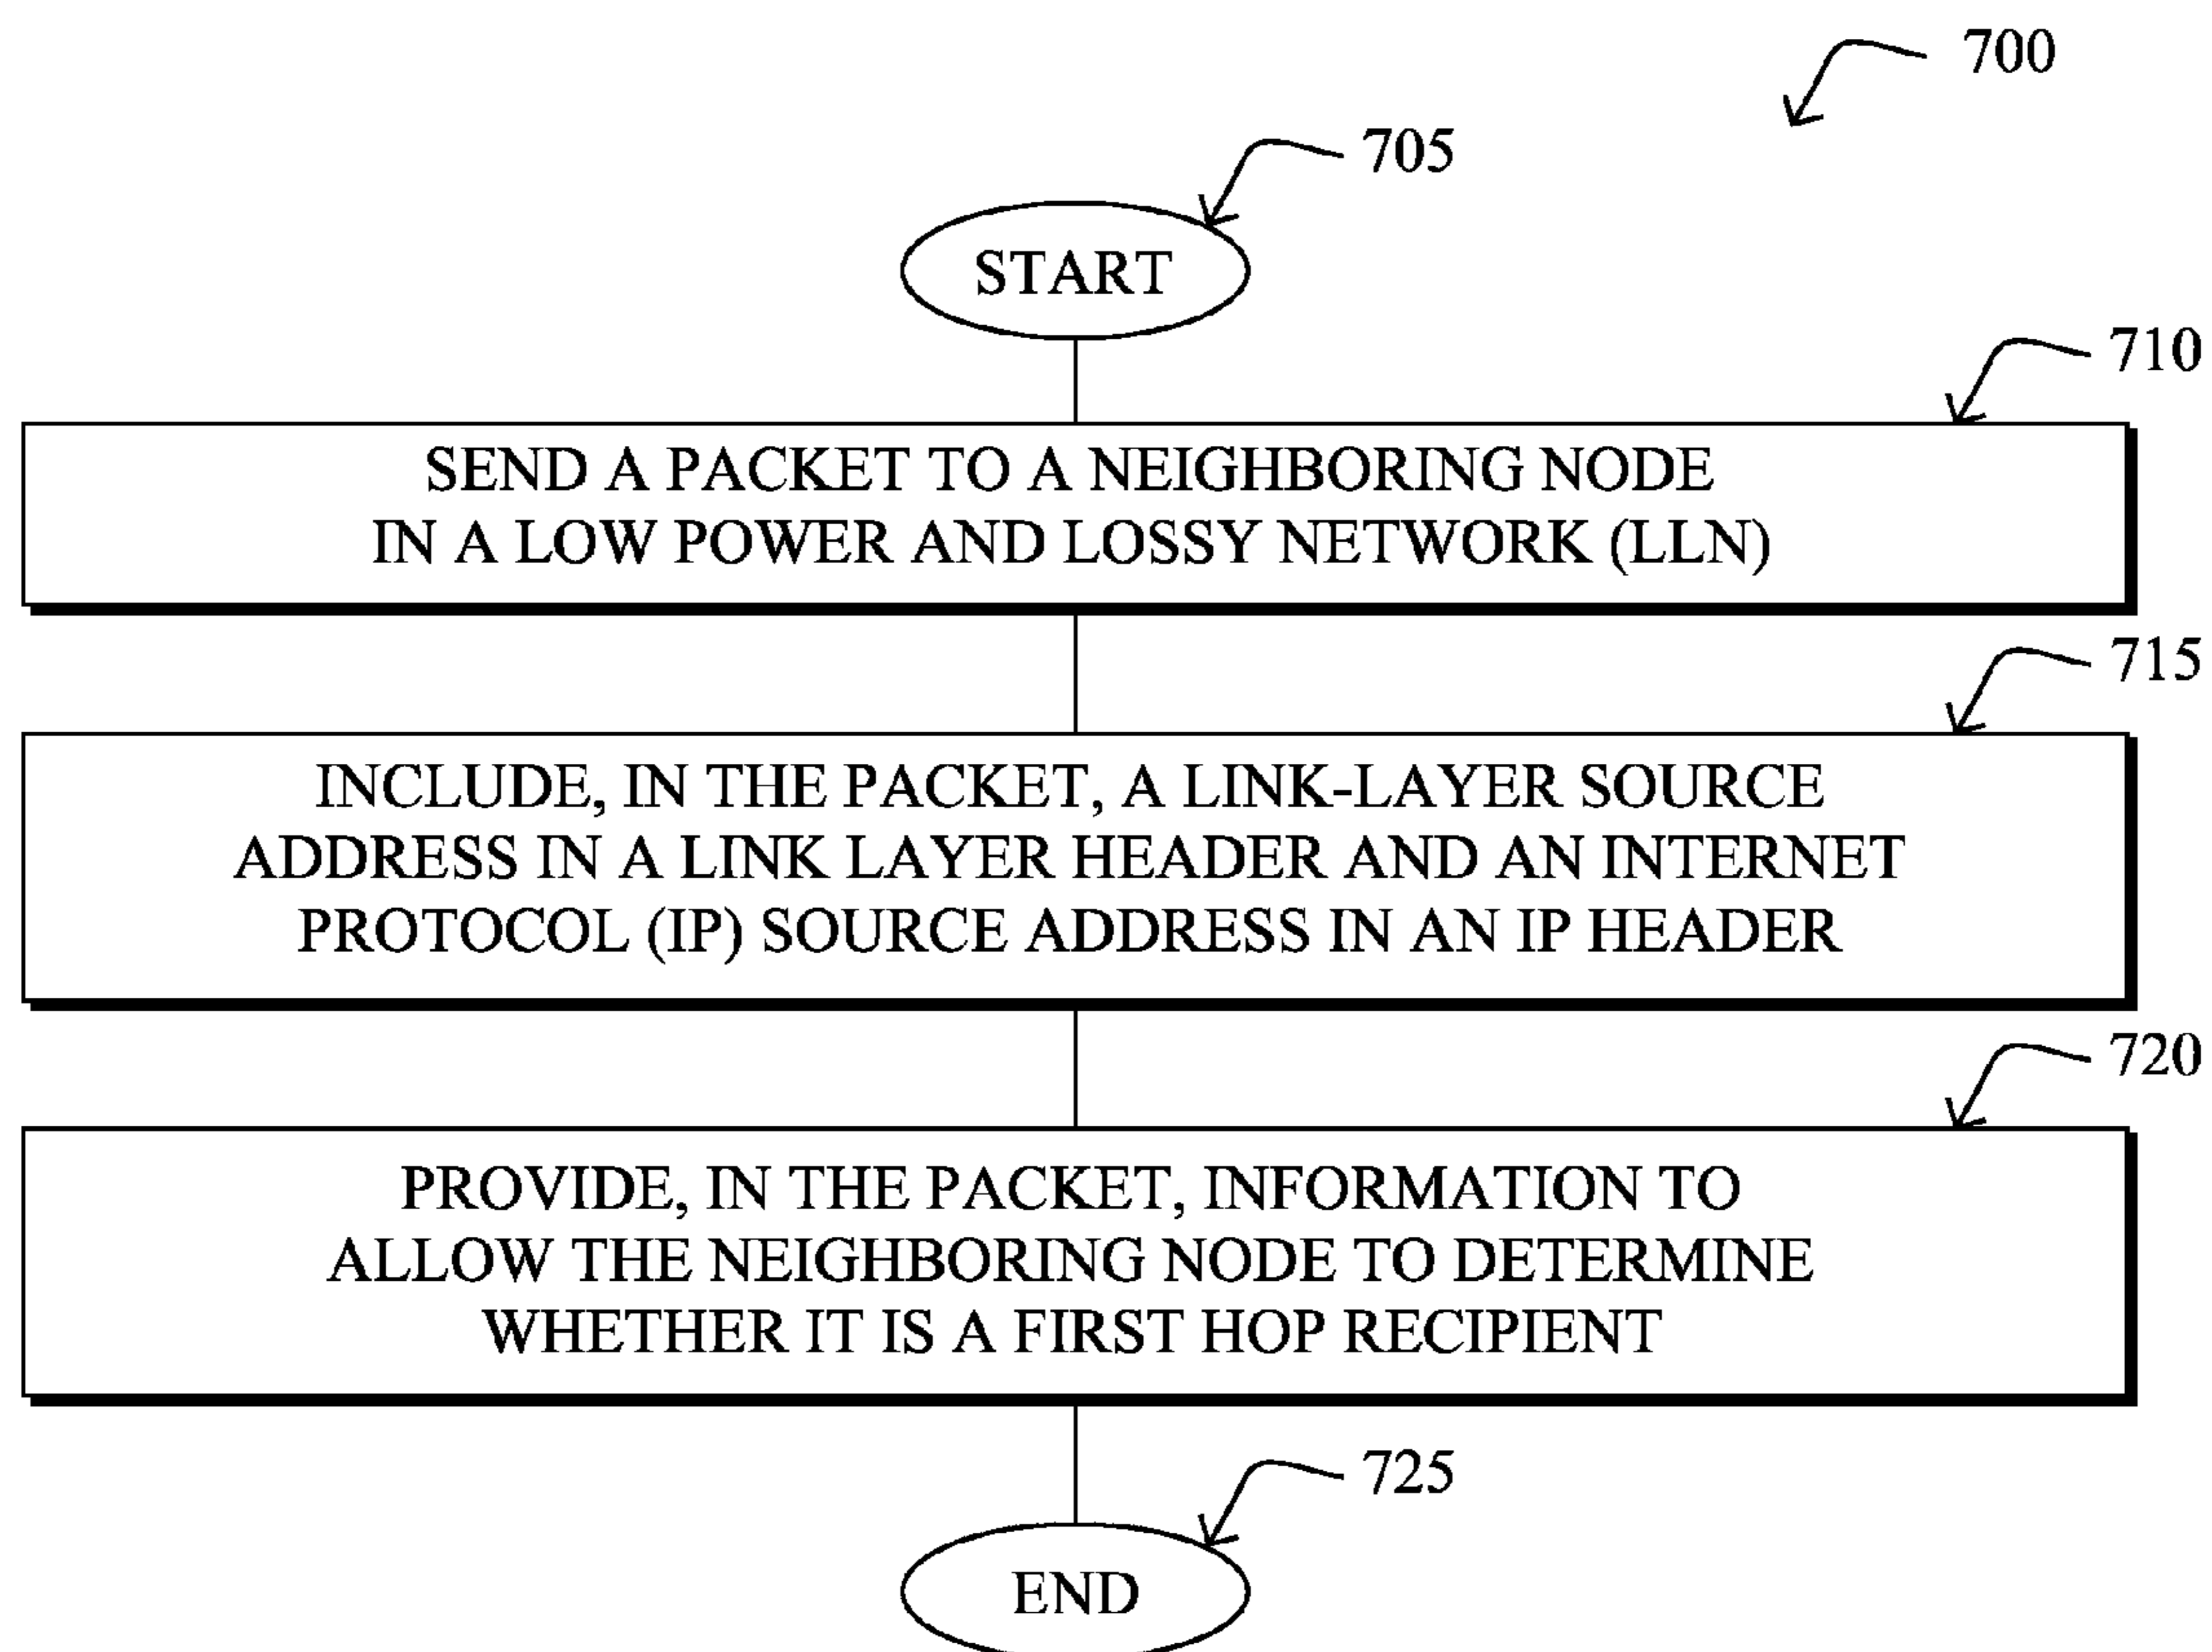 700
705
START
710
SEND A PACKET TO A NEIGHBORING NODE
IN A LOW POWER AND LOSSY NETWORK (LLN)
715
INCLUDE, IN THE PACKET, A LINK-LAYER SOURCE
ADDRESS IN A LINK LAYER HEADER AND AN INTERNET
PROTOCOL (IP) SOURCE ADDRESS IN AN IP HEADER
720
PROVIDE, IN THE PACKET, INFORMATION TO
ALLOW THE NEIGHBORING NODE TO DETERMINE
WHETHER IT IS A FIRST HOP RECIPIENT
725
END